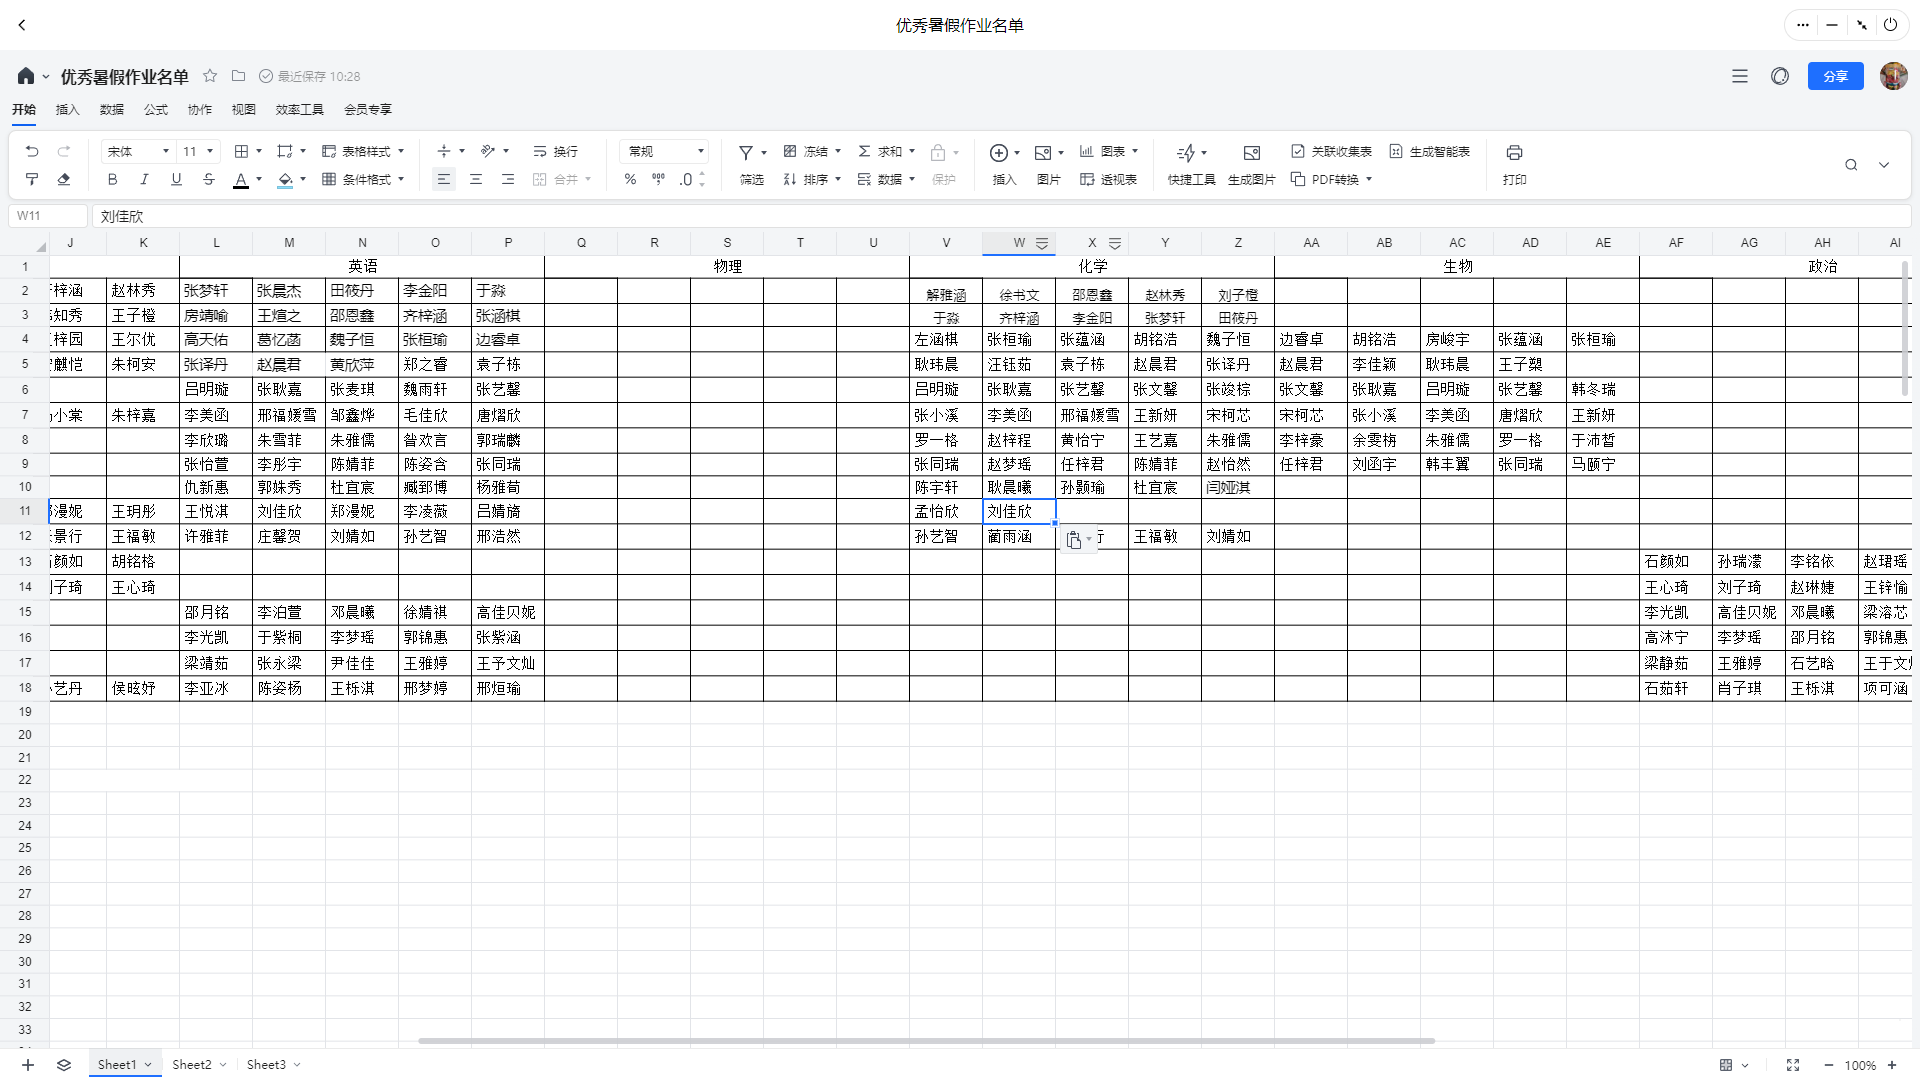 优秀暑假作业名单
优秀暑假作业名单 最近保存 10:28 分享
开始 插入 数据 公式 协作 视图 效率工具 会员专享
宋体 11 表格样式 换行 常规 冻结 求和 图表 关联收集表 生成智能表
B I U S A 条件格式 合并 % .0 筛选 排序 数据 保护 插入 图片 透视表 快捷工具 生成图片 PDF转换 打印
W11 刘佳欣
J K L M N O P Q R S T U V W X Y Z AA AB AC AD AE AF AG AH AI
1 英语 物理 化学 生物 政治
2 梓涵 赵林秀 张梦轩 张晨杰 田筱丹 李金阳 于淼 解雅涵 徐书文 邵恩鑫 赵林秀 刘子橙
3 知秀 王子橙 房靖喻 王煊之 邵恩鑫 齐梓涵 张涵棋 于淼 齐梓涵 李金阳 张梦轩 田筱丹
4 梓园 王尔优 高天佑 葛忆菡 魏子恒 张桓瑜 边睿卓 左涵棋 张桓瑜 张蕴涵 胡铭浩 魏子恒 边睿卓 胡铭浩 房峻宇 张蕴涵 张桓瑜
5 麒恺 朱柯安 张译丹 赵晨君 黄欣萍 郑之睿 袁子栋 耿玮晨 汪钰茹 袁子栋 赵晨君 张译丹 赵晨君 李佳颖 耿玮晨 王子槊
6 吕明璇 张耿嘉 张麦琪 魏雨轩 张艺馨 吕明璇 张耿嘉 张艺馨 张文馨 张竣棕 张文馨 张耿嘉 吕明璇 张艺馨 韩冬瑞
7 小棠 朱梓嘉 李美函 邢福媛雪 邹鑫烨 毛佳欣 唐熠欣 张小溪 李美函 邢福媛雪 王新妍 宋柯芯 宋柯芯 张小溪 李美函 唐熠欣 王新妍
8 李欣璐 朱雪菲 朱雅儒 昝欢言 郭瑞麟 罗一格 赵梓程 黄怡宁 王艺嘉 朱雅儒 李梓豪 余雯栴 朱雅儒 罗一格 于沛皙
9 张怡萱 李彤宇 陈婧菲 陈姿含 张同瑞 张同瑞 赵梦瑶 任梓君 陈婧菲 赵怡然 任梓君 刘函宇 韩丰翼 张同瑞 马颐宁
10 仇新惠 郭姝秀 杜宜宸 臧郅博 杨雅荀 陈宇轩 耿晨曦 孙颢瑜 杜宜宸 闫娅淇
11 漫妮 王玥彤 王悦淇 刘佳欣 郑漫妮 李凌薇 吕婧旖 孟怡欣 刘佳欣
12 景行 王福敏 许雅菲 庄馨贺 刘婧如 孙艺智 邢浩然 孙艺智 蔺雨涵 王福敏 刘婧如
13 颜如 胡铭格 石颜如 孙瑞濛 李铭依 赵珺瑶
14 子琦 王心琦 王心琦 刘子琦 赵琳婕 王锌愉
15 邵月铭 李泊萱 邓晨曦 徐婧祺 高佳贝妮 李光凯 高佳贝妮 邓晨曦 梁溶芯
16 李光凯 于紫桐 李梦瑶 郭锦惠 张紫涵 高沐宁 李梦瑶 邵月铭 郭锦惠
17 梁靖茹 张永梁 尹佳佳 王雅婷 王予文灿 梁静茹 王雅婷 石艺晗 王于文
18 艺丹 侯昡妤 李亚冰 陈姿杨 王栎淇 邢梦婷 邢烜瑜 石茹轩 肖子琪 王栎淇 项可涵
19
20
21
22
23
24
25
26
27
28
29
30
31
32
33
Sheet1 Sheet2 Sheet3 100%